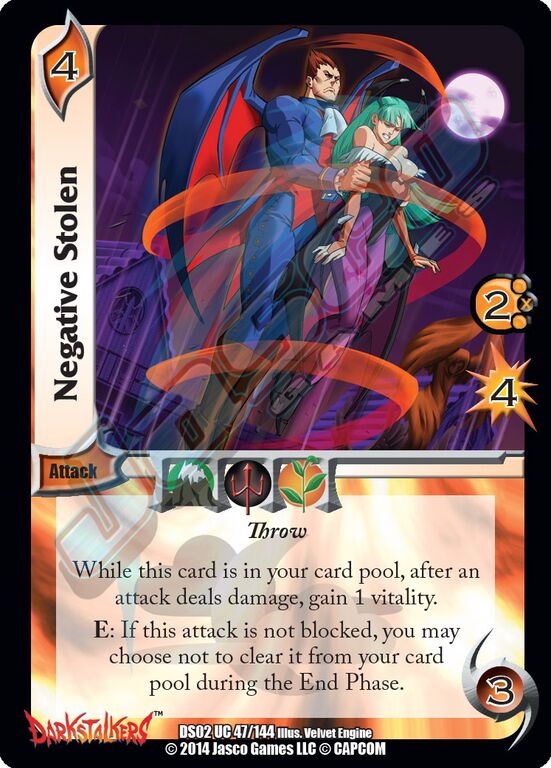 4
Negative Stolen
2
x
4
Attack
Throw
While this card is in your card pool, after an
attack deals damage, gain 1 vitality.
E: If this attack is not blocked, you may
choose not to clear it from your card
pool during the End Phase.
3
DARKSTALKERS™
DS02 UC 47/144 Illus. Velvet Engine
© 2014 Jasco Games LLC © CAPCOM